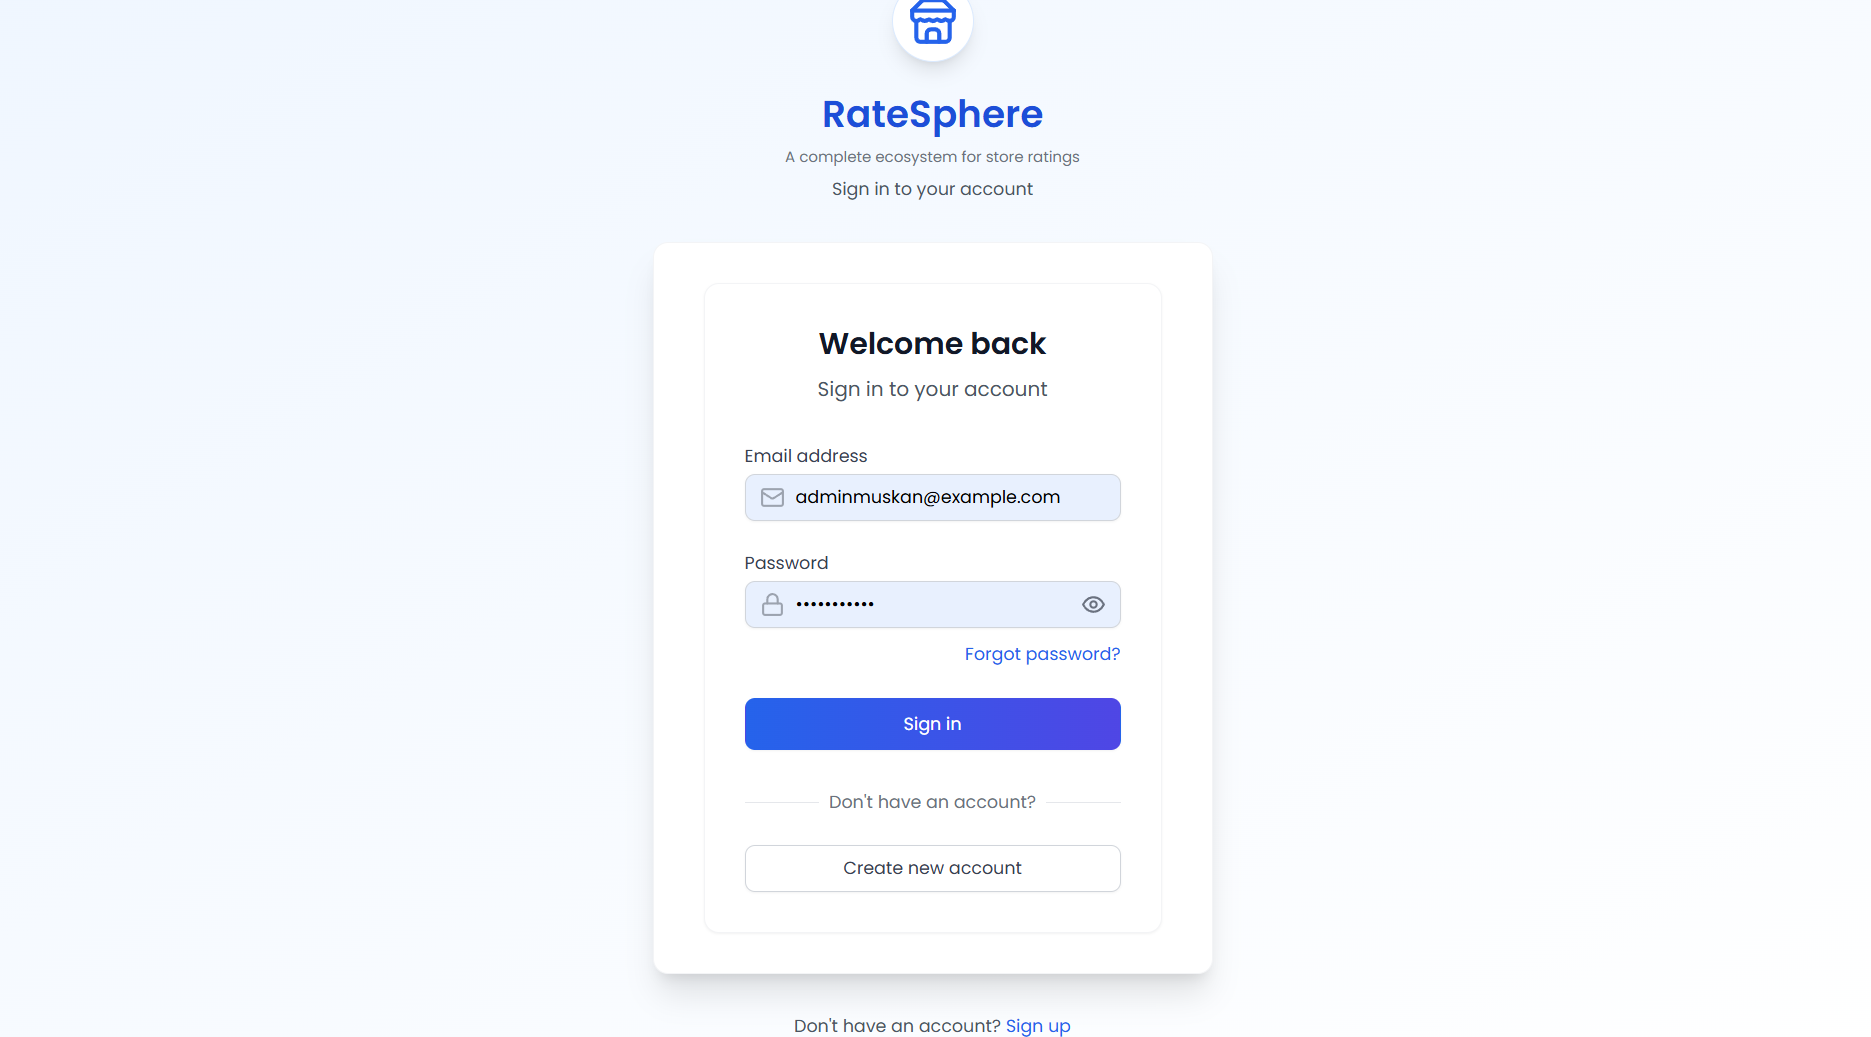 RateSphere
A complete ecosystem for store ratings
Sign in to your account
Welcome back
Sign in to your account
Email address
adminmuskan@example.com
Password
•••••••••••
Forgot password?
Sign in
Don't have an account?
Create new account
Don't have an account? Sign up